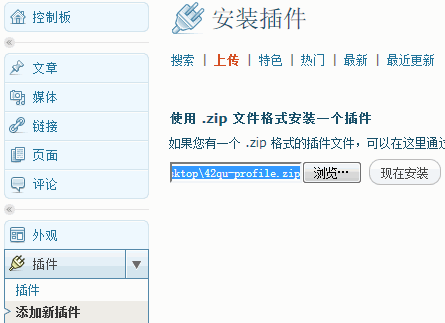 控制板
文章
媒体
链接
页面
评论
外观
插件
插件
添加新插件
安装插件
搜索 | 上传 | 特色 | 热门 | 最新 | 最近更新
使用 .zip 文件格式安装一个插件
如果您有一个 .zip 格式的插件文件，可以在这里通过
sktop\42qu-profile.zip 浏览… 现在安装